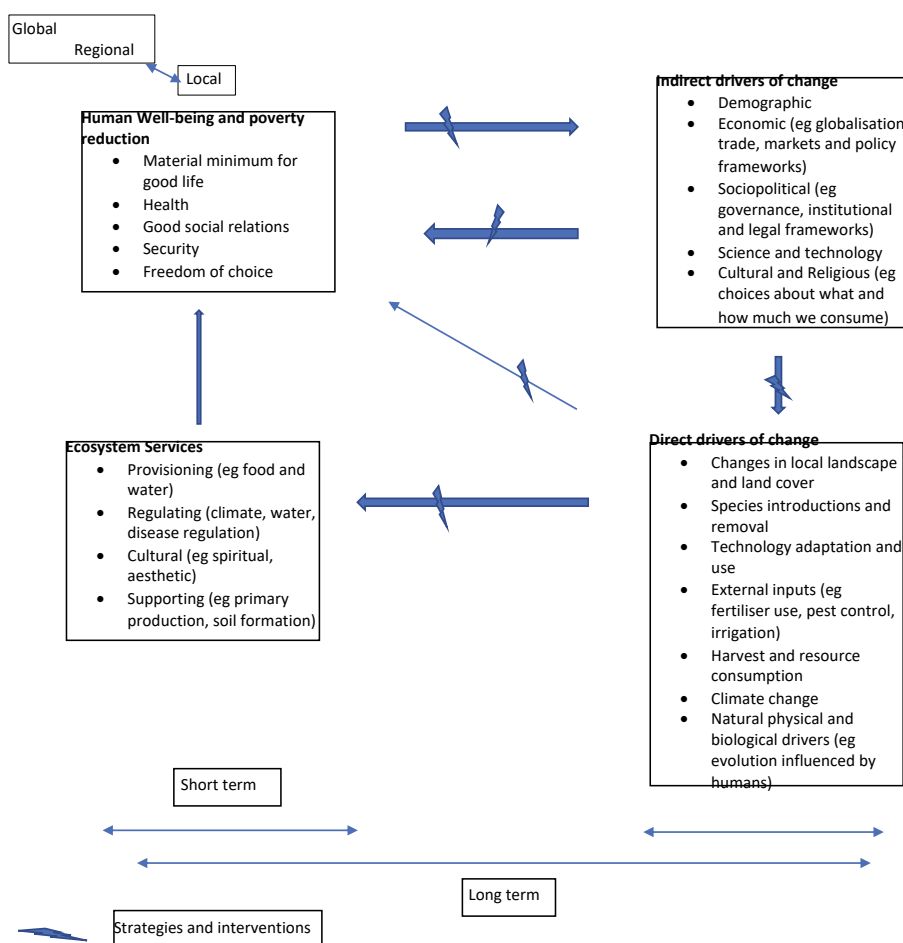 Global
Regional
Local
Human Well-being and poverty
reduction
• Material minimum for
good life
• Health
• Good social relations
• Security
• Freedom of choice
Indirect drivers of change
• Demographic
• Economic (eg globalisation
trade, markets and policy
frameworks)
• Sociopolitical (eg
governance, institutional
and legal frameworks)
• Science and technology
• Cultural and Religious (eg
choices about what and
how much we consume)
Ecosystem Services
• Provisioning (eg food and
water)
• Regulating (climate, water,
disease regulation)
• Cultural (eg spiritual,
aesthetic)
• Supporting (eg primary
production, soil formation)
Direct drivers of change
• Changes in local landscape
and land cover
• Species introductions and
removal
• Technology adaptation and
use
• External inputs (eg
fertiliser use, pest control,
irrigation)
• Harvest and resource
consumption
• Climate change
• Natural physical and
biological drivers (eg
evolution influenced by
humans)
Short term
Long term
Strategies and interventions